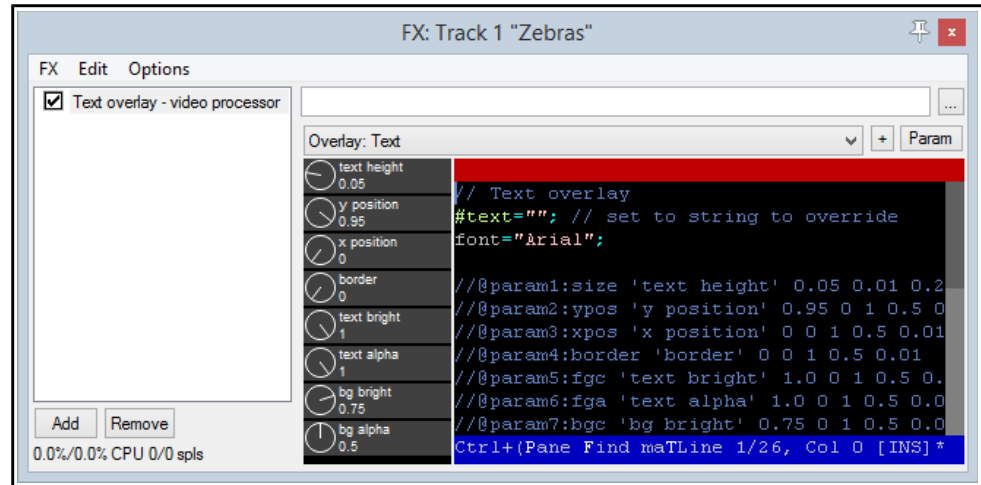 FX: Track 1 "Zebras"
x
FX Edit Options
Text overlay - video processor
...
Overlay: Text
+ Param
text height
0.05
y position
0.95
x position
0
border
0
text bright
1
text alpha
1
bg bright
0.75
bg alpha
0.5
// Text overlay
#text=""; // set to string to override
font="Arial";
//@param1:size 'text height' 0.05 0.01 0.2
//@param2:ypos 'y position' 0.95 0 1 0.5 0
//@param3:xpos 'x position' 0 0 1 0.5 0.01
//@param4:border 'border' 0 0 1 0.5 0.01
//@param5:fgc 'text bright' 1.0 0 1 0.5 0.
//@param6:fga 'text alpha' 1.0 0 1 0.5 0.0
//@param7:bgc 'bg bright' 0.75 0 1 0.5 0.0
Ctrl+(Pane Find maTLine 1/26, Col 0 [INS]*
Add Remove
0.0%/0.0% CPU 0/0 spls